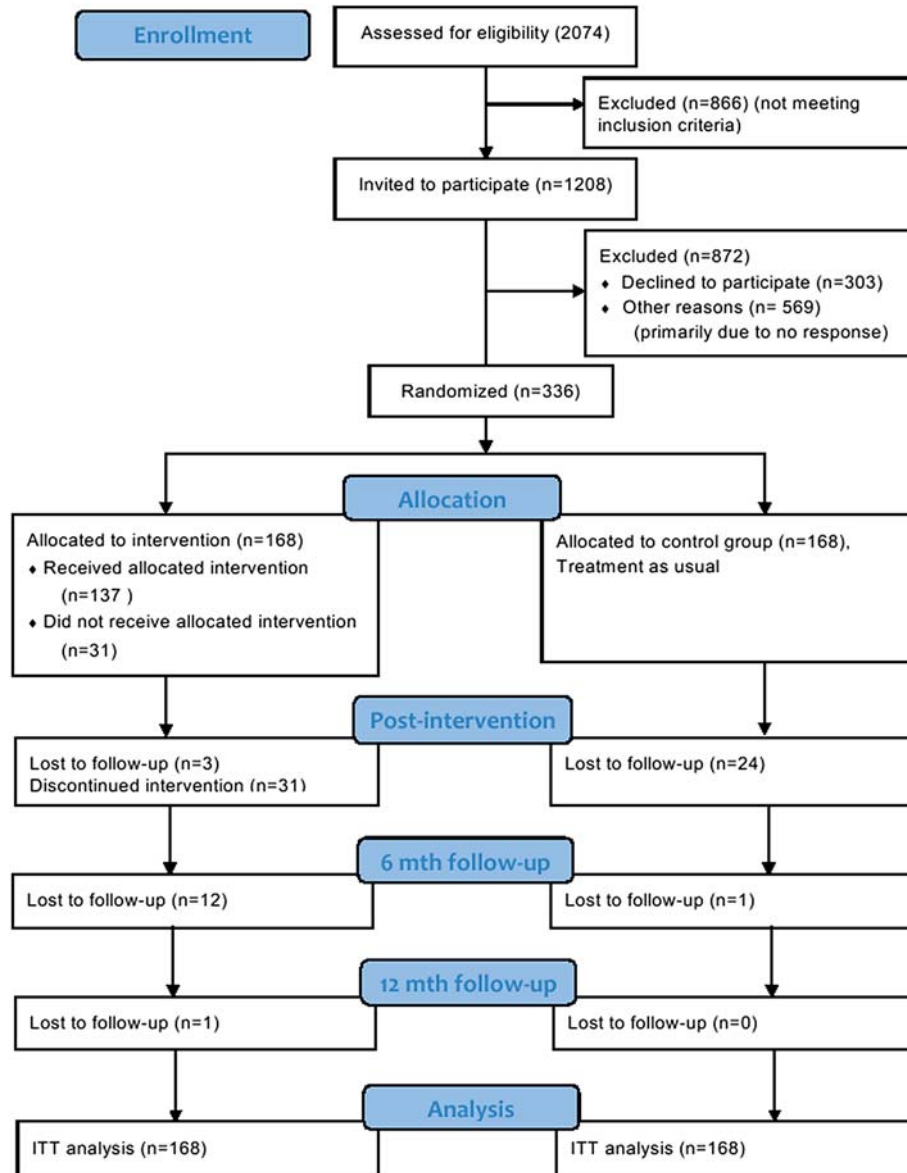 Enrollment
Assessed for eligibility (2074)
Excluded (n=866) (not meeting
inclusion criteria)
Invited to participate (n=1208)
Excluded (n=872)
♦ Declined to participate (n=303)
♦ Other reasons (n= 569)
(primarily due to no response)
Randomized (n=336)
Allocation
Allocated to intervention (n=168)
♦ Received allocated intervention
(n=137 )
♦ Did not receive allocated intervention
(n=31)
Allocated to control group (n=168),
Treatment as usual
Post-intervention
Lost to follow-up (n=3)
Discontinued intervention (n=31)
Lost to follow-up (n=24)
6 mth follow-up
Lost to follow-up (n=12)
Lost to follow-up (n=1)
12 mth follow-up
Lost to follow-up (n=1)
Lost to follow-up (n=0)
Analysis
ITT analysis (n=168)
ITT analysis (n=168)